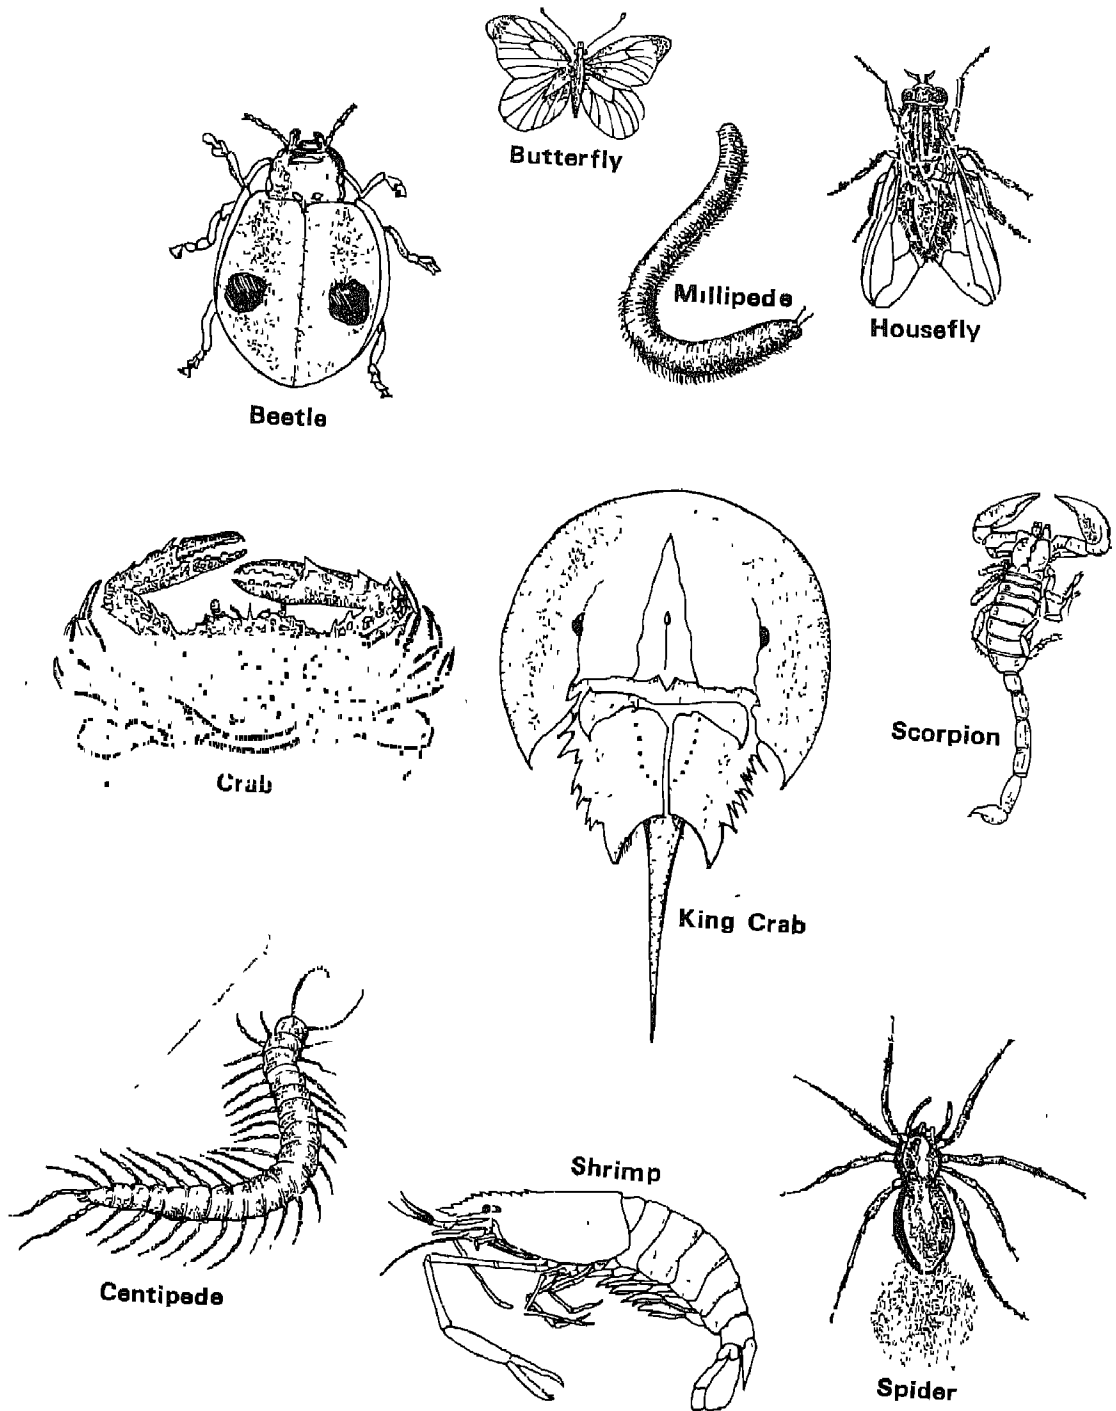 Butterfly
Millipede
Housefly
Beetle
Scorpion
Crab
King Crab
Shrimp
Centipede
Spider